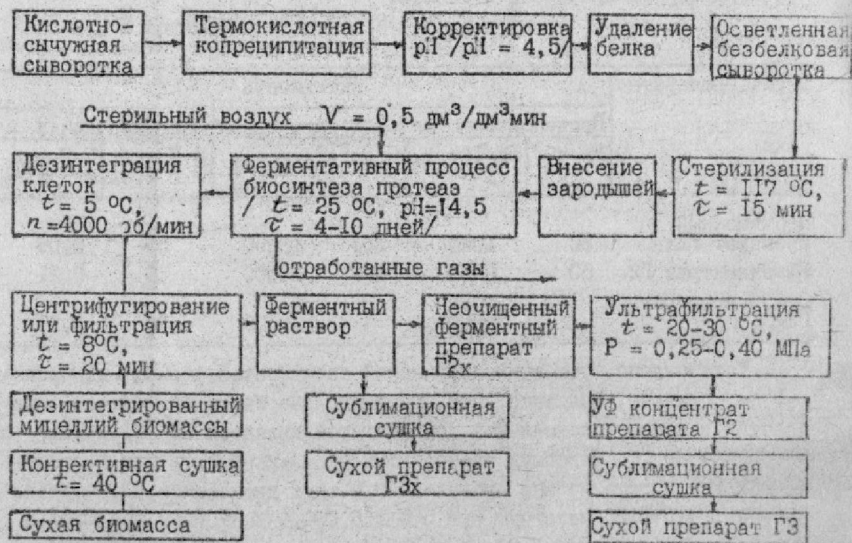 Кислотно-
сычужная
сыворотка
Термокислотная
копреципитация
Корректировка
pH /pH = 4,5/
Удаление
белка
Осветленная
безбелковая
сыворотка
Стерильный воздух V = 0,5 дм³/дм³мин
Дезинтеграция
клеток
t = 5 °C,
n=4000 об/мин
Ферментативный процесс
биосинтеза протеаз
/ t = 25 °C, pH=I4,5
τ = 4-I0 дней/
Внесение
зародышей
Стерилизация
t = II7 °C,
τ = I5 мин
отработанные газы
Центрифугирование
или фильтрация
t = 8°C,
τ = 20 мин
Ферментный
раствор
Неочищенный
ферментный
препарат
Г2х
Ультрафильтрация
t = 20-30 °C,
P = 0,25-0,40 МПа
Дезинтегрированный
мицеллий биомассы
Сублимационная
сушка
УФ концентрат
препарата Г2
Конвективная сушка
t = 40 °C
Сухой препарат
Г3х
Сублимационная
сушка
Сухая биомасса
Сухой препарат Г3